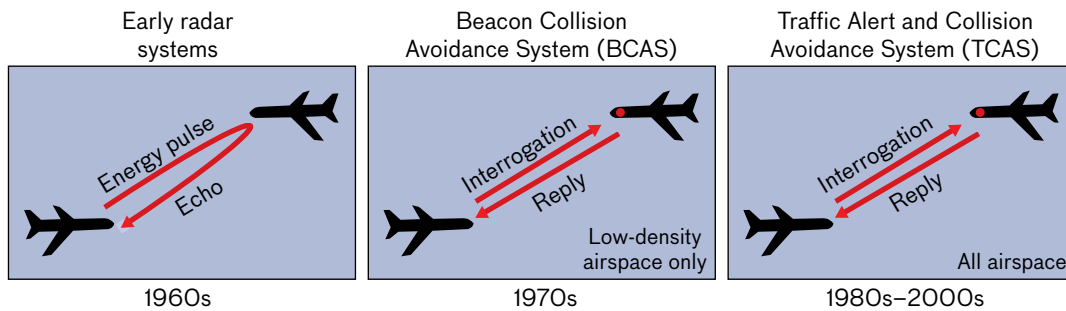 Early radar
systems
Energy pulse
Echo
1960s
Beacon Collision
Avoidance System (BCAS)
Interrogation
Reply
Low-density
airspace only
1970s
Traffic Alert and Collision
Avoidance System (TCAS)
Interrogation
Reply
All airspace
1980s–2000s